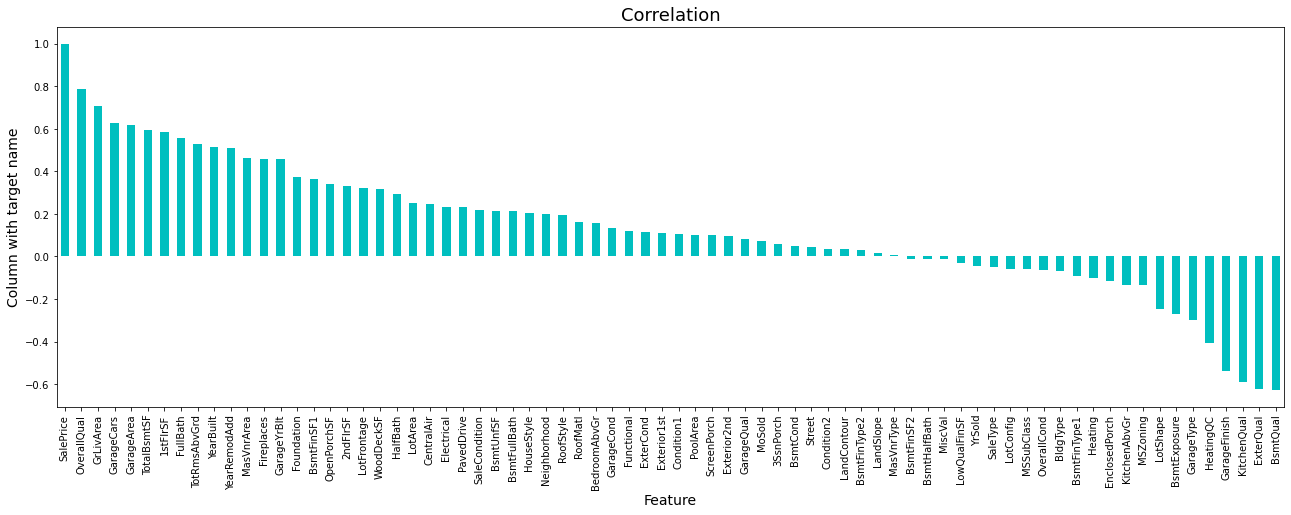 Correlation
Column with target name
1.0
0.8
0.6
0.4
0.2
0.0
−0.2
−0.4
−0.6
SalePrice
OverallQual
GrLivArea
GarageCars
GarageArea
TotalBsmtSF
1stFlrSF
FullBath
TotRmsAbvGrd
YearBuilt
YearRemodAdd
MasVnrArea
Fireplaces
GarageYrBlt
Foundation
BsmtFinSF1
OpenPorchSF
2ndFlrSF
LotFrontage
WoodDeckSF
HalfBath
LotArea
CentralAir
Electrical
PavedDrive
SaleCondition
BsmtUnfSF
BsmtFullBath
HouseStyle
Neighborhood
RoofStyle
RoofMatl
BedroomAbvGr
GarageCond
Functional
ExterCond
Exterior1st
Condition1
PoolArea
ScreenPorch
Exterior2nd
GarageQual
MoSold
3SsnPorch
BsmtCond
Street
Condition2
LandContour
BsmtFinType2
LandSlope
MasVnrType
BsmtFinSF2
BsmtHalfBath
MiscVal
LowQualFinSF
YrSold
SaleType
LotConfig
MSSubClass
OverallCond
BldgType
BsmtFinType1
Heating
EnclosedPorch
KitchenAbvGr
MSZoning
LotShape
BsmtExposure
GarageType
HeatingQC
GarageFinish
KitchenQual
ExterQual
BsmtQual
Feature